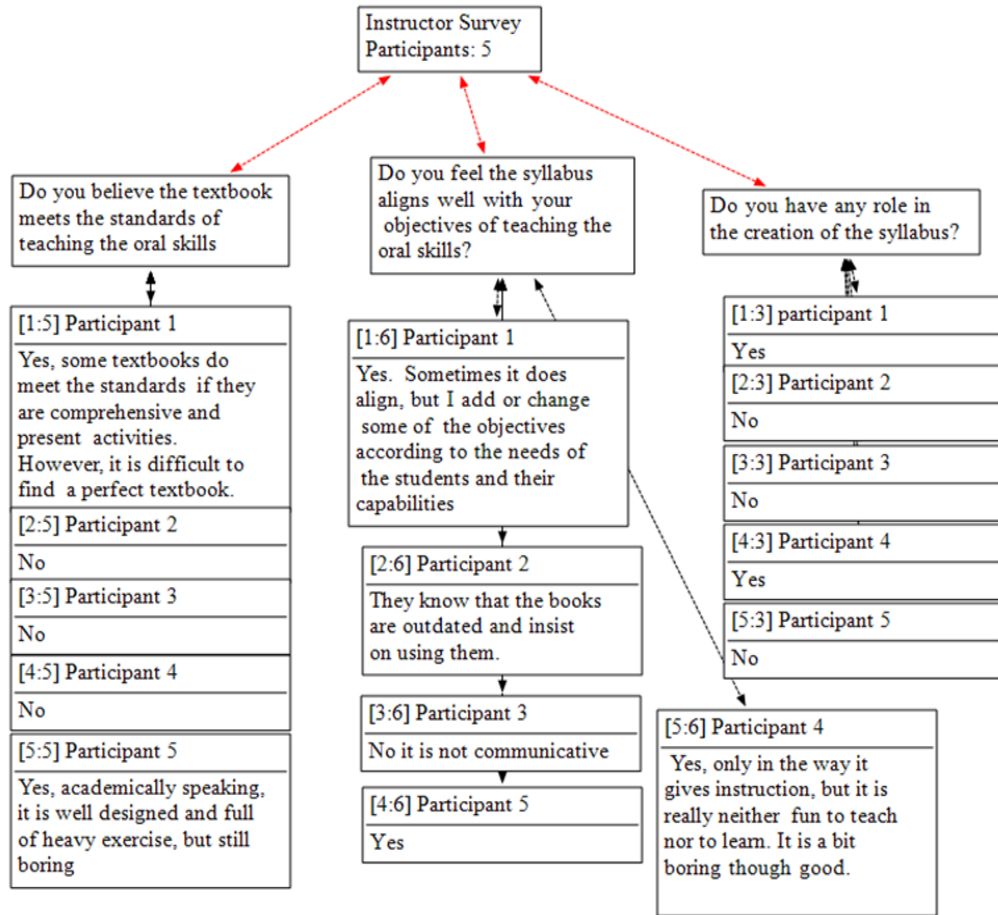 Instructor Survey
Participants: 5
Do you believe the textbook
meets the standards of
teaching the oral skills
[1:5] Participant 1
Yes, some textbooks do
meet the standards if they
are comprehensive and
present activities.
However, it is difficult to
find a perfect textbook.
[2:5] Participant 2
No
[3:5] Participant 3
No
[4:5] Participant 4
No
[5:5] Participant 5
Yes, academically speaking,
it is well designed and full
of heavy exercise, but still
boring
Do you feel the syllabus
aligns well with your
objectives of teaching the
oral skills?
[1:6] Participant 1
Yes. Sometimes it does
align, but I add or change
some of the objectives
according to the needs of
the students and their
capabilities
[2:6] Participant 2
They know that the books
are outdated and insist
on using them.
[3:6] Participant 3
No it is not communicative
[4:6] Participant 5
Yes
[5:6] Participant 4
Yes, only in the way it
gives instruction, but it is
really neither fun to teach
nor to learn. It is a bit
boring though good.
Do you have any role in
the creation of the syllabus?
[1:3] participant 1
Yes
[2:3] Participant 2
No
[3:3] Participant 3
No
[4:3] Participant 4
Yes
[5:3] Participant 5
No